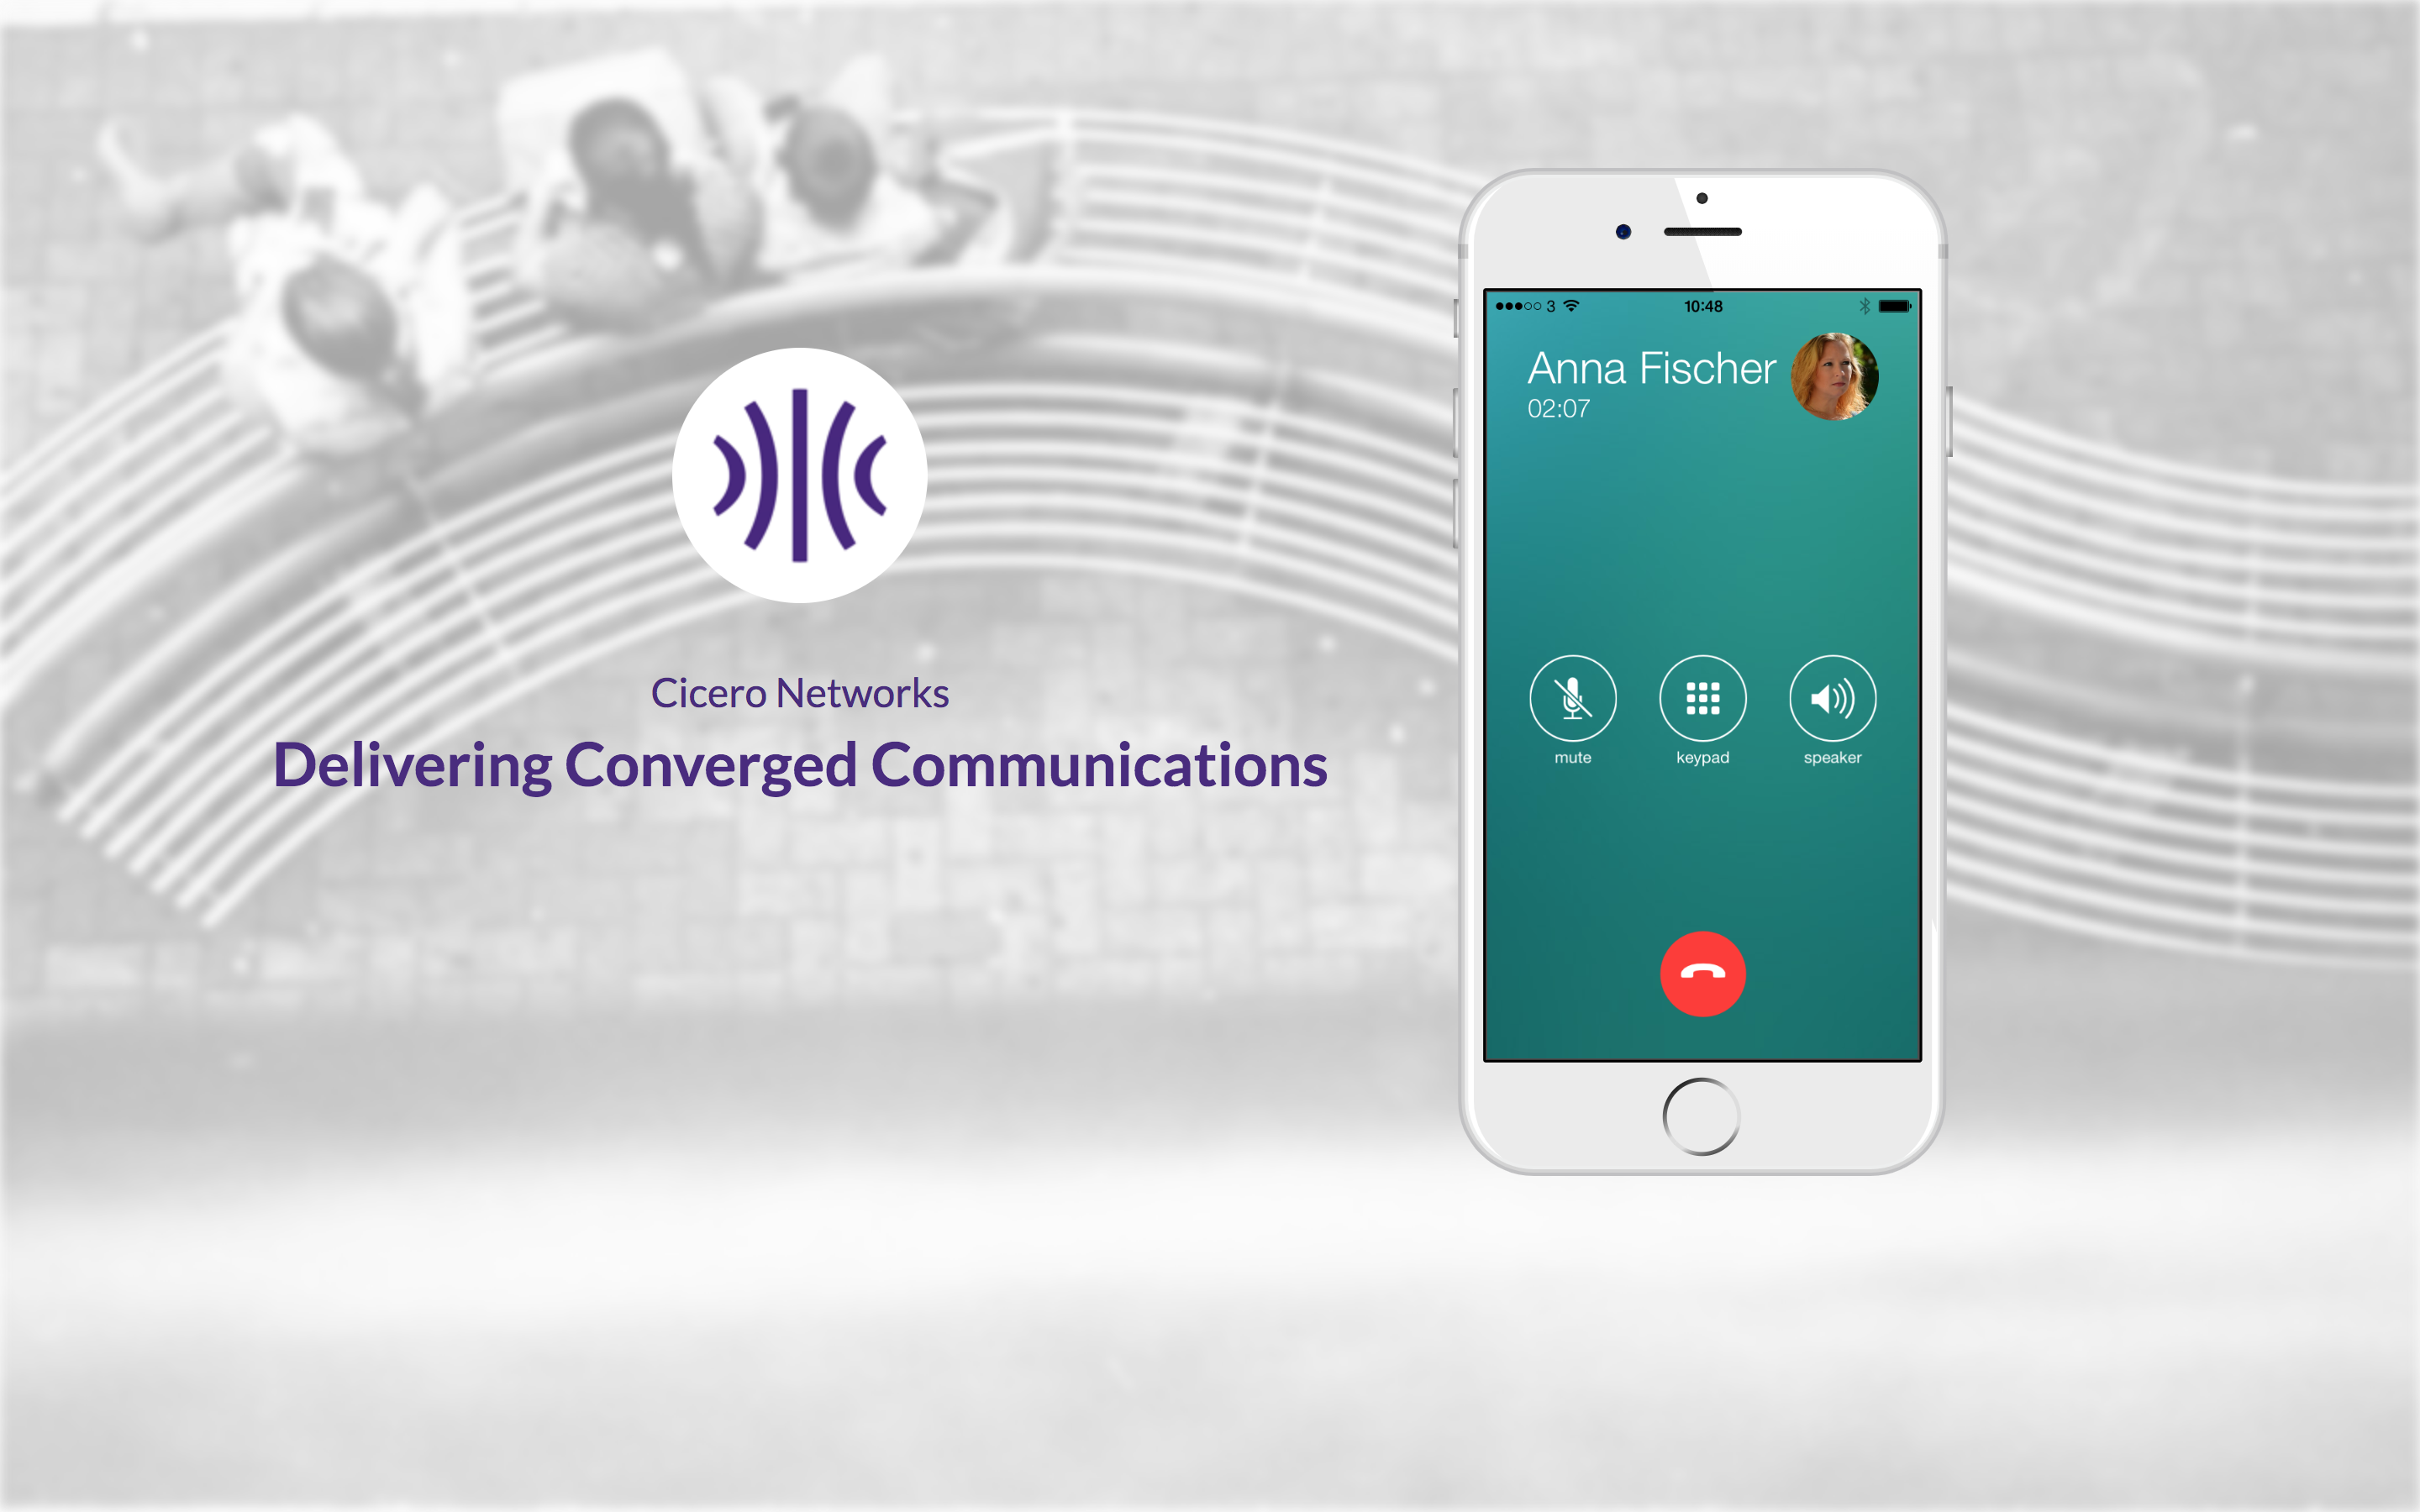 Cicero Networks
Delivering Converged Communications
3 10:48
Anna Fischer
02:07
mute keypad speaker